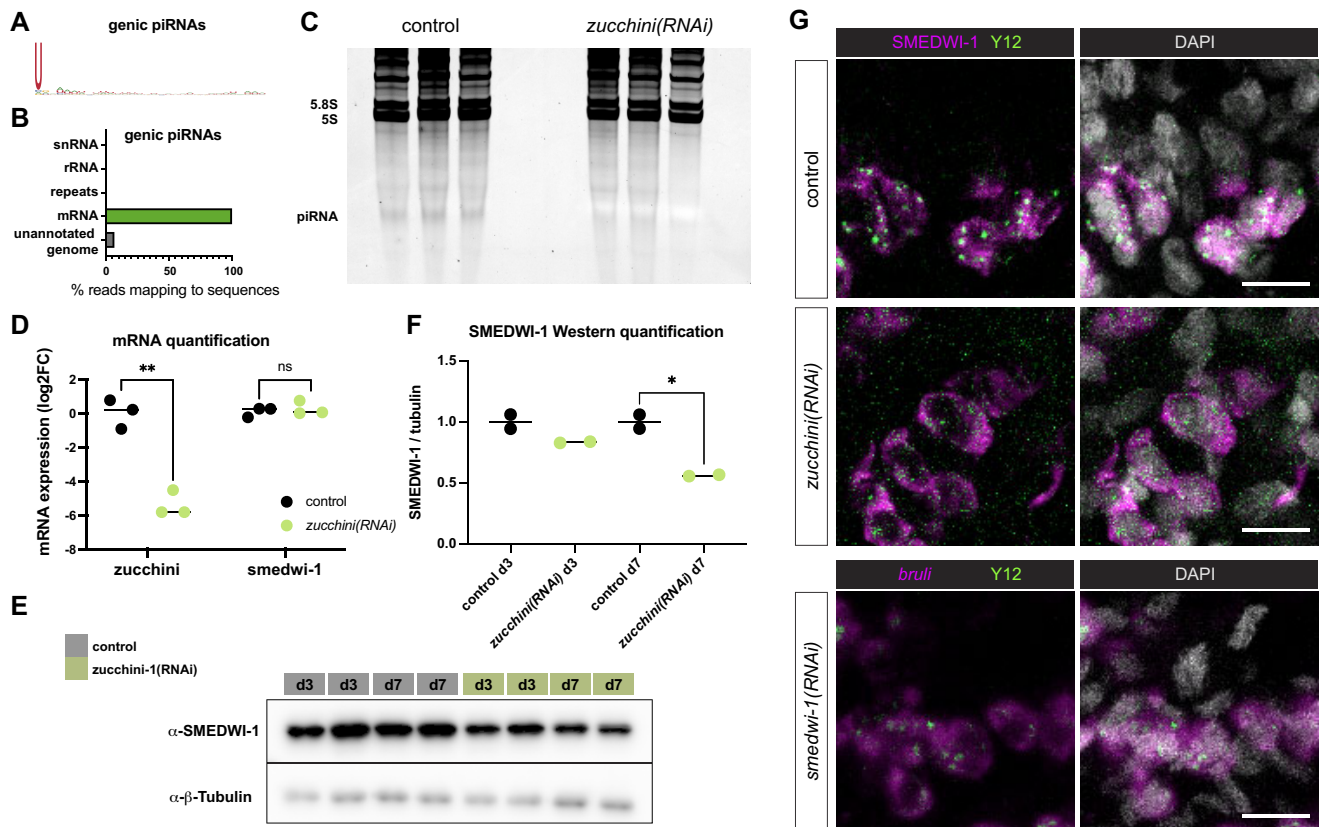 A
genic piRNAs
U
B
genic piRNAs
snRNA
rRNA
repeats
mRNA
unannotated
genome
0
50
100
% reads mapping to sequences
C
control
zucchini(RNAi)
5.8S
5S
piRNA
D
mRNA quantification
mRNA expression (log2FC)
2
0
-2
-4
-6
-8
**
ns
control
zucchini(RNAi)
zucchini
smedwi-1
F
SMEDWI-1 Western quantification
SMEDWI-1 / tubulin
1.5
1.0
0.5
0.0
*
control d3
zucchini(RNAi) d3
control d7
zucchini(RNAi) d7
E
control
zucchini-1(RNAi)
d3 d3 d7 d7 d3 d3 d7 d7
α-SMEDWI-1
α-β-Tubulin
G
SMEDWI-1 Y12
DAPI
control
zucchini(RNAi)
bruli Y12
DAPI
smedwi-1(RNAi)